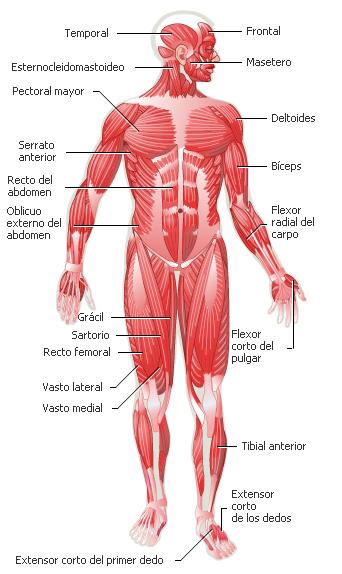 Temporal
Frontal
Esternocleidomastoideo
Masetero
Pectoral mayor
Deltoides
Serrato
anterior
Bíceps
Recto del
abdomen
Oblicuo
externo del
abdomen
Flexor
radial del
carpo
Grácil
Sartorio
Recto femoral
Flexor
corto del
pulgar
Vasto lateral
Vasto medial
Tibial anterior
Extensor
corto
de los dedos
Extensor corto del primer dedo